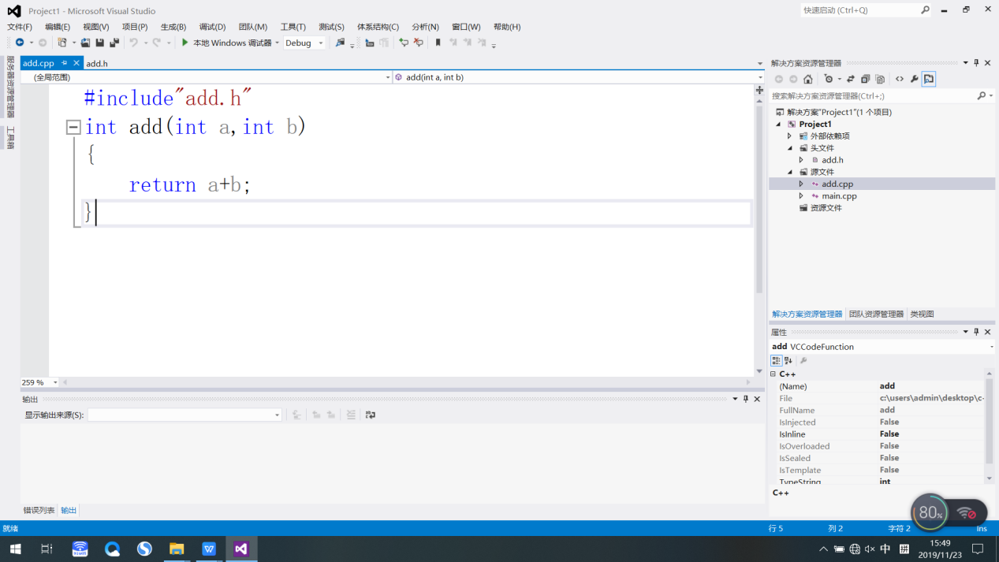 Project1 - Microsoft Visual Studio
快速启动 (Ctrl+Q)
文件(F) 编辑(E) 视图(V) 项目(P) 生成(B) 调试(D) 团队(M) 工具(T) 测试(S) 体系结构(C) 分析(N) 窗口(W) 帮助(H)
本地 Windows 调试器 Debug
服务器资源管理器
工具箱
add.cpp add.h
(全局范围) add(int a, int b)
#include"add.h"
int add(int a,int b)
{
return a+b;
}
259 %
输出
显示输出来源(S):
错误列表 输出
解决方案资源管理器
搜索解决方案资源管理器(Ctrl+;)
解决方案"Project1"(1 个项目)
Project1
外部依赖项
头文件
add.h
源文件
add.cpp
main.cpp
资源文件
解决方案资源管理器 团队资源管理器 类视图
属性
add VCCodeFunction
C++
(Name) add
File c:\users\admin\desktop\c-
FullName add
IsInjected False
IsInline False
IsOverloaded False
IsSealed False
IsTemplate False
TypeString int
C++
80%
就绪 行 5 列 2 字符 2 Ins
中 拼
15:49
2019/11/23